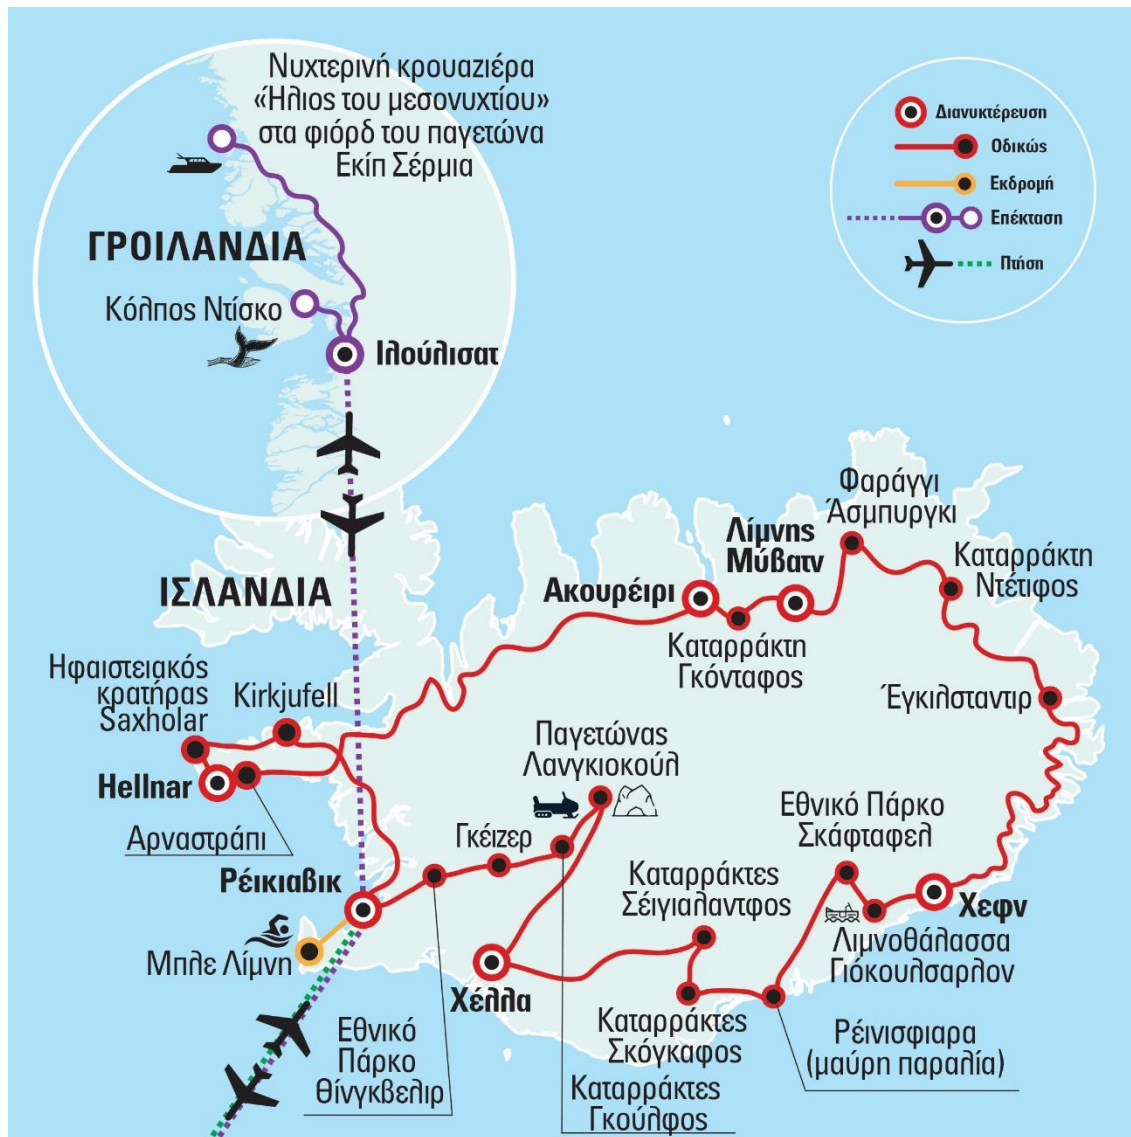 Νυχτερινή κρουαζιέρα
«Ήλιος του μεσονυχτίου»
στα φιόρδ του παγετώνα
Εκίπ Σέρμια
ΓΡΟΙΛΑΝΔΙΑ
Κόλπος Ντίσκο
Ιλούλισατ
Διανυκτέρευση
Οδικώς
Εκδρομή
Επέκταση
Πτήση
ΙΣΛΑΝΔΙΑ
Φαράγγι
Άσμπυργκι
Λίμνης
Μύβατν
Ακουρέιρι
Καταρράκτη
Ντέτιφος
Καταρράκτη
Γκόνταφος
Έγκιλσταντιρ
Ηφαιστειακός
κρατήρας
Saxholar
Kirkjufell
Hellnar
Αρναστράπι
Παγετώνας
Λανγκιοκούλ
Γκέιζερ
Εθνικό Πάρκο
Σκάφταφελ
Ρέικιαβικ
Καταρράκτες
Σέιγιαλαντφος
Χεφν
Μπλε Λίμνη
Λιμνοθάλασσα
Γιόκουλσαρλον
Χέλλα
Εθνικό
Πάρκο
Θίνγκβελιρ
Καταρράκτες
Σκόγκαφος
Ρέινισφιαρα
(μαύρη παραλία)
Καταρράκτες
Γκούλφος